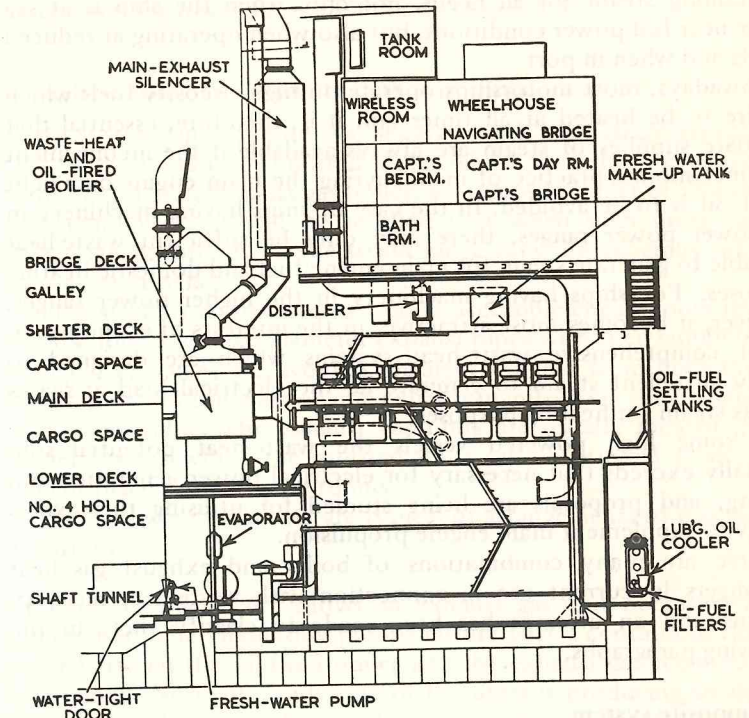 TANK
ROOM
MAIN-EXHAUST
SILENCER
WIRELESS
ROOM
WHEELHOUSE
NAVIGATING BRIDGE
WASTE-HEAT
AND
OIL-FIRED
BOILER
CAPT.'S
BEDRM.
CAPT.'S DAY RM.
FRESH WATER
MAKE-UP TANK
CAPT.'S BRIDGE
BATH
-RM.
BRIDGE DECK
GALLEY
DISTILLER
SHELTER DECK
CARGO SPACE
MAIN DECK
OIL-FUEL
SETTLING
TANKS
CARGO SPACE
LOWER DECK
NO. 4 HOLD
CARGO SPACE
EVAPORATOR
LUB'G. OIL
COOLER
SHAFT TUNNEL
OIL-FUEL
FILTERS
WATER-TIGHT
DOOR
FRESH-WATER PUMP